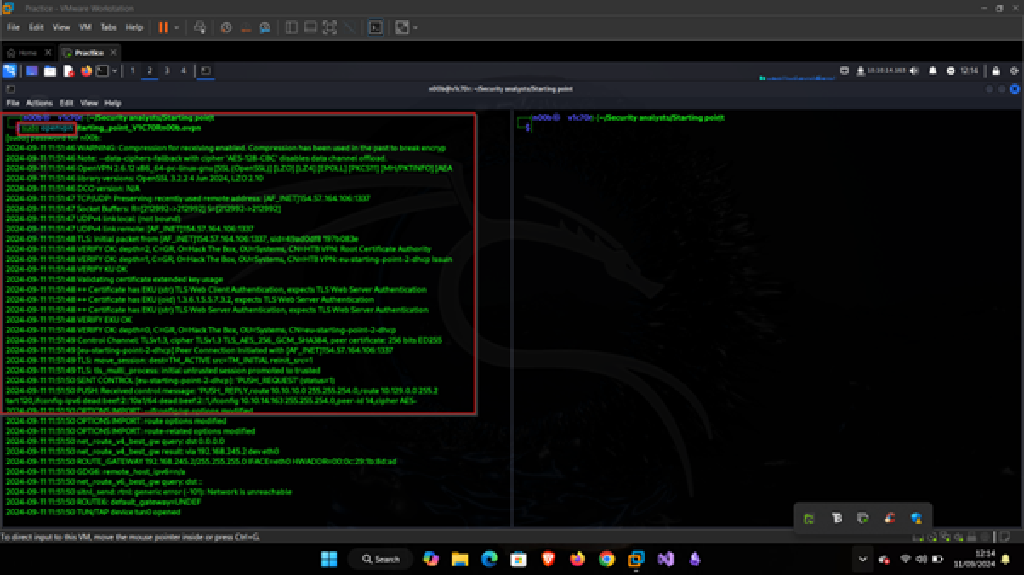 Practice - VMware Workstation
File Edit View VM Tabs Help
Home Practice
1 2 3 4
12:14
n00b@v1c70r: ~/Security analysts/Starting point
File Actions Edit View Help
n00b@ v1c70r [~/Security analysts/Starting point
sudo openvpn starting_point_V1C70Rn00b.ovpn
[sudo] password for n00b:
2024-09-11 11:51:46 WARNING: Compression for receiving enabled. Compression has been used in the past to break encryp
2024-09-11 11:51:46 Note: --data-ciphers-fallback with cipher 'AES-128-CBC' disables data channel offload.
2024-09-11 11:51:46 OpenVPN 2.6.12 x86_64-pc-linux-gnu [SSL (OpenSSL)] [LZO] [LZ4] [EPOLL] [PKCS11] [MH/PKTINFO] [AEA
2024-09-11 11:51:46 library versions: OpenSSL 3.2.2 4 Jun 2024, LZO 2.10
2024-09-11 11:51:46 DCO version: N/A
2024-09-11 11:51:47 TCP/UDP: Preserving recently used remote address: [AF_INET]154.57.164.106:1337
2024-09-11 11:51:47 Socket Buffers: R=[212992->212992] S=[212992->212992]
2024-09-11 11:51:47 UDPv4 link local: (not bound)
2024-09-11 11:51:47 UDPv4 link remote: [AF_INET]154.57.164.106:1337
2024-09-11 11:51:48 TLS: Initial packet from [AF_INET]154.57.164.106:1337,
2024-09-11 11:51:48 VERIFY OK: depth=2, C=GR, O=Hack The Box, OU=Systems, CN=HTB VPN: Root Certificate Authority
2024-09-11 11:51:48 VERIFY OK: depth=1, C=GR, O=Hack The Box, OU=Systems, CN=HTB VPN: eu-starting-point-2-dhcp Issuin
2024-09-11 11:51:48 VERIFY KU OK
2024-09-11 11:51:48 Validating certificate extended key usage
2024-09-11 11:51:48 ++ Certificate has EKU (str) TLS Web Client Authentication, expects TLS Web Server Authentication
2024-09-11 11:51:48 ++ Certificate has EKU (oid) 1.3.6.1.5.5.7.3.2, expects TLS Web Server Authentication
2024-09-11 11:51:48 ++ Certificate has EKU (str) TLS Web Server Authentication, expects TLS Web Server Authentication
2024-09-11 11:51:48 VERIFY EKU OK
2024-09-11 11:51:48 VERIFY OK: depth=0, C=GR, O=Hack The Box, OU=Systems, CN=eu-starting-point-2-dhcp
2024-09-11 11:51:49 Control Channel: TLSv1.3, cipher TLSv1.3 TLS_AES_256_GCM_SHA384, peer certificate: 256 bits ED255
2024-09-11 11:51:49 [eu-starting-point-2-dhcp] Peer Connection Initiated with [AF_INET]154.57.164.106:1337
2024-09-11 11:51:49 TLS: move_session: dest=TM_ACTIVE src=TM_INITIAL reinit_src=1
2024-09-11 11:51:49 TLS: tls_multi_process: initial untrusted session promoted to trusted
2024-09-11 11:51:50 SENT CONTROL [eu-starting-point-2-dhcp]: 'PUSH_REQUEST' (status=1)
2024-09-11 11:51:50 PUSH: Received control message: 'PUSH_REPLY,route 10.10.10.0 255.255.254.0,route 10.129.0.0 255.2
tart 120,ifconfig-ipv6 dead:beef:2::10a1/64 dead:beef:2::1,ifconfig 10.10.14.163 255.255.254.0,peer-id 14,cipher AES-
2024-09-11 11:51:50 OPTIONS IMPORT: --ifconfig/up options modified
2024-09-11 11:51:50 OPTIONS IMPORT: route options modified
2024-09-11 11:51:50 OPTIONS IMPORT: route-related options modified
2024-09-11 11:51:50 net_route_v4_best_gw query: dst 0.0.0.0
2024-09-11 11:51:50 net_route_v4_best_gw result: via 192.168.245.2 dev eth0
2024-09-11 11:51:50 ROUTE_GATEWAY 192.168.245.2/255.255.255.0 IFACE=eth0
2024-09-11 11:51:50 GDG6: remote_host_ipv6=n/a
2024-09-11 11:51:50 net_route_v6_best_gw query: dst ::
2024-09-11 11:51:50 sitnl_send: rtnl: generic error (-101): Network is unreachable
2024-09-11 11:51:50 ROUTE6: default_gateway=UNDEF
2024-09-11 11:51:50 TUN/TAP device tun0 opened
n00b@ v1c70r [~/Security analysts/Starting point
$
To direct input to this VM, move the mouse pointer inside or press Ctrl+G.
Search
12:14
11/09/2024